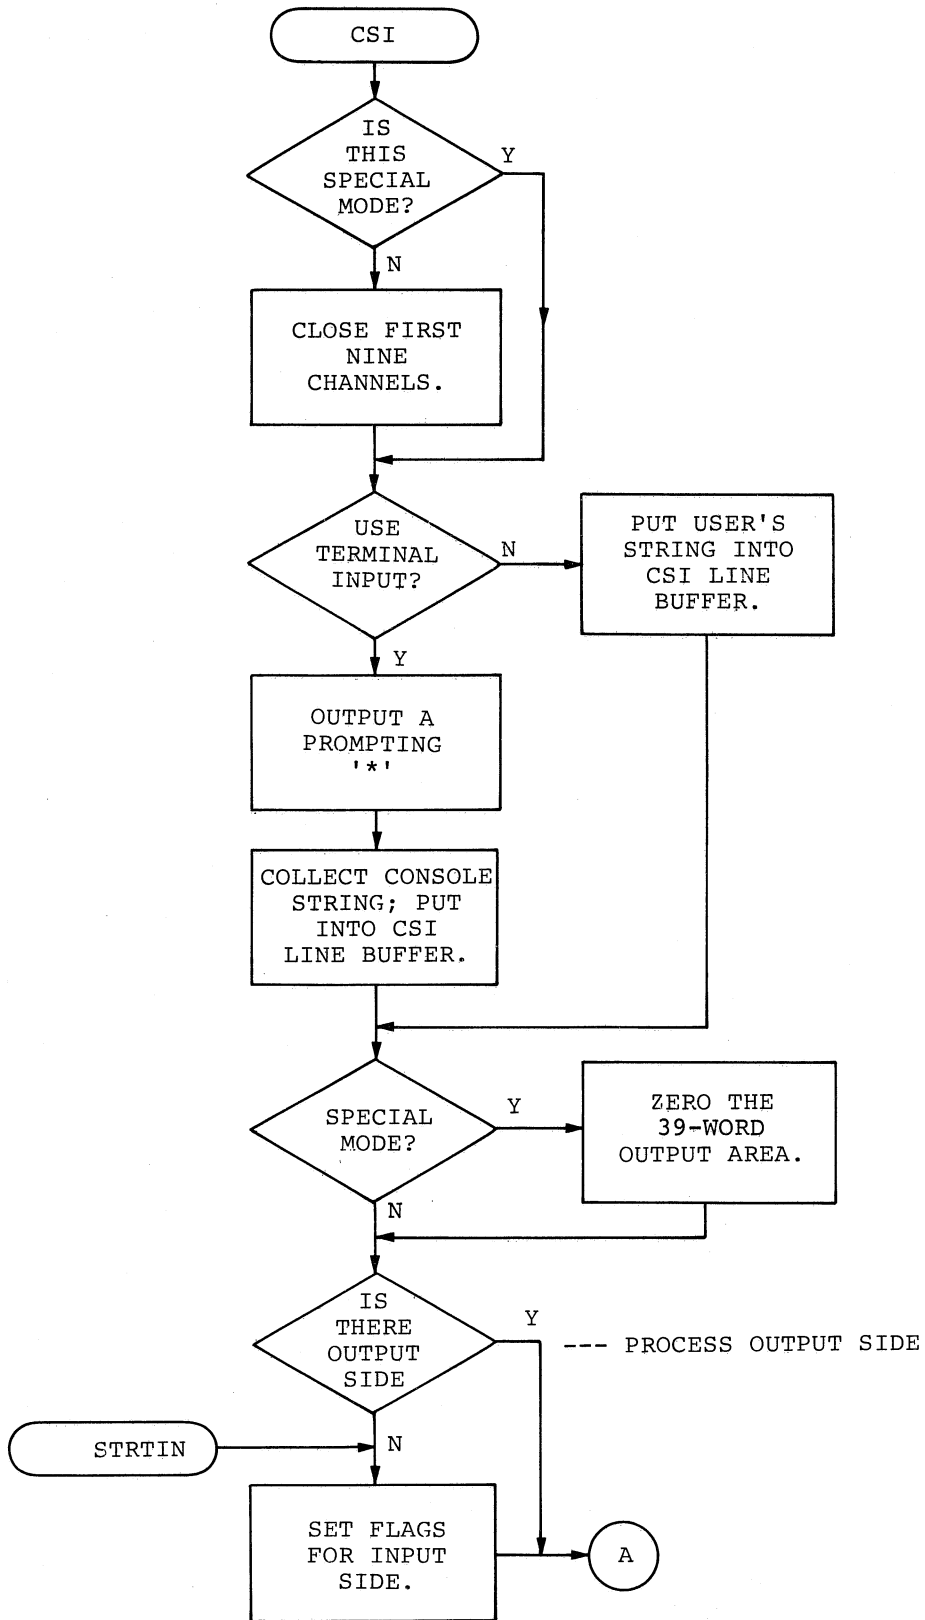 CSI
IS
THIS
SPECIAL
MODE?
Y
N
CLOSE FIRST
NINE
CHANNELS.
USE
TERMINAL
INPUT?
N
PUT USER'S
STRING INTO
CSI LINE
BUFFER.
Y
OUTPUT A
PROMPTING
'*'
COLLECT CONSOLE
STRING; PUT
INTO CSI
LINE BUFFER.
SPECIAL
MODE?
Y
ZERO THE
39-WORD
OUTPUT AREA.
N
IS
THERE
OUTPUT
SIDE
Y
--- PROCESS OUTPUT SIDE
STRTIN
N
SET FLAGS
FOR INPUT
SIDE.
A